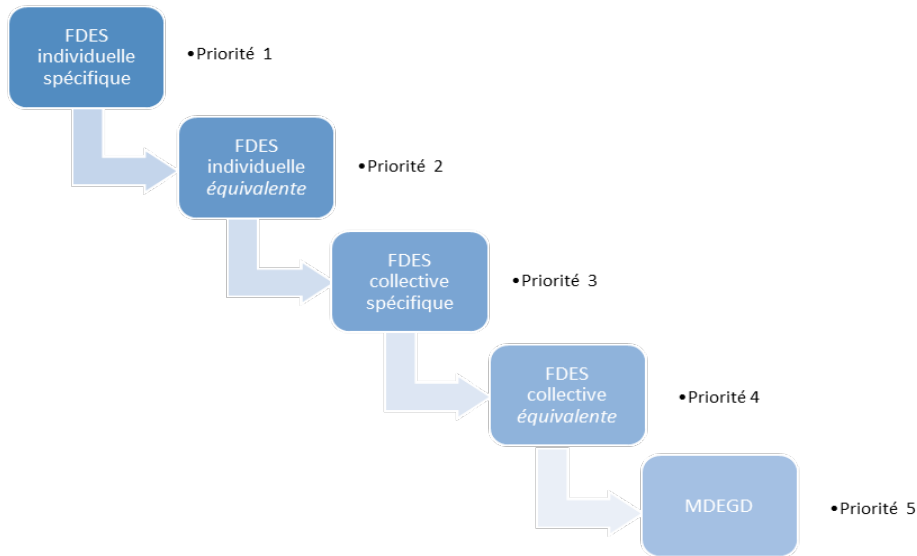 FDES
individuelle
spécifique
•Priorité 1
FDES
individuelle
équivalente
•Priorité 2
FDES
collective
spécifique
•Priorité 3
FDES
collective
équivalente
•Priorité 4
MDEGD
•Priorité 5